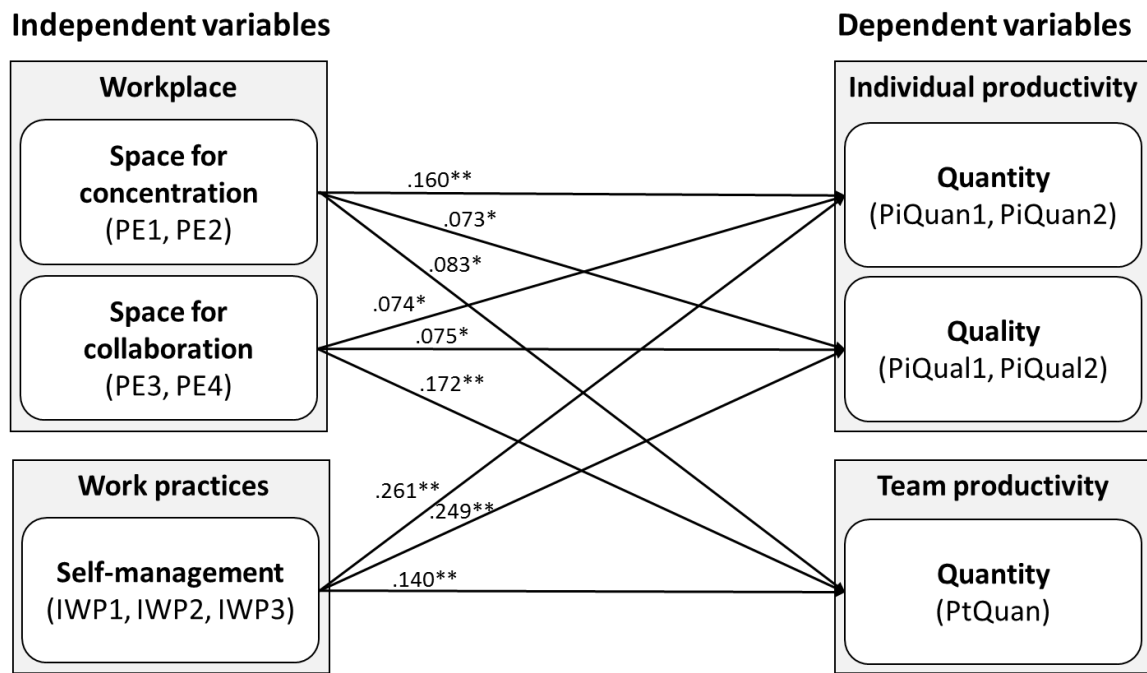 Independent variables
Dependent variables
Workplace
Individual productivity
Space for
concentration
(PE1, PE2)
.160**
.073*
.083*
Quantity
(PiQuan1, PiQuan2)
Space for
collaboration
(PE3, PE4)
.074*
.075*
.172**
Quality
(PiQual1, PiQual2)
Work practices
Team productivity
Self-management
(IWP1, IWP2, IWP3)
.261**
.249**
.140**
Quantity
(PtQuan)